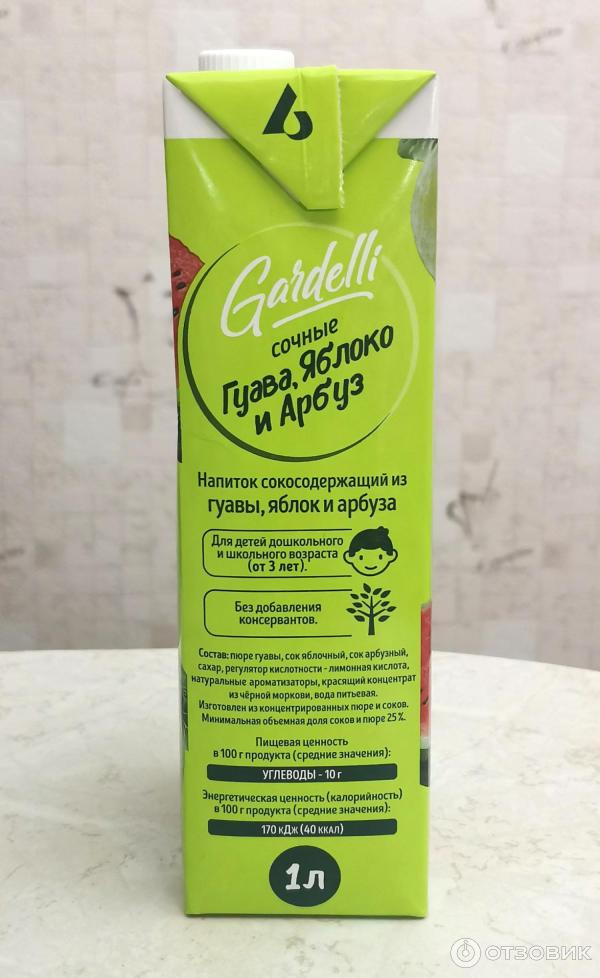 Gardelli
сочные
Гуава, Яблоко
и Арбуз
Напиток сокосодержащий из
гуавы, яблок и арбуза
Для детей дошкольного
и школьного возраста
(от 3 лет).
Без добавления
консервантов.
Состав: пюре гуавы, сок яблочный, сок арбузный,
сахар, регулятор кислотности - лимонная кислота,
натуральные ароматизаторы, красящий концентрат
из чёрной моркови, вода питьевая.
Изготовлен из концентрированных пюре и соков.
Минимальная объемная доля соков и пюре 25%.
Пищевая ценность
в 100 г продукта (средние значения):
УГЛЕВОДЫ - 10 г
Энергетическая ценность (калорийность)
в 100 г продукта (средние значения):
170 кДж (40 ККАЛ)
1 л
ОТЗОВИК